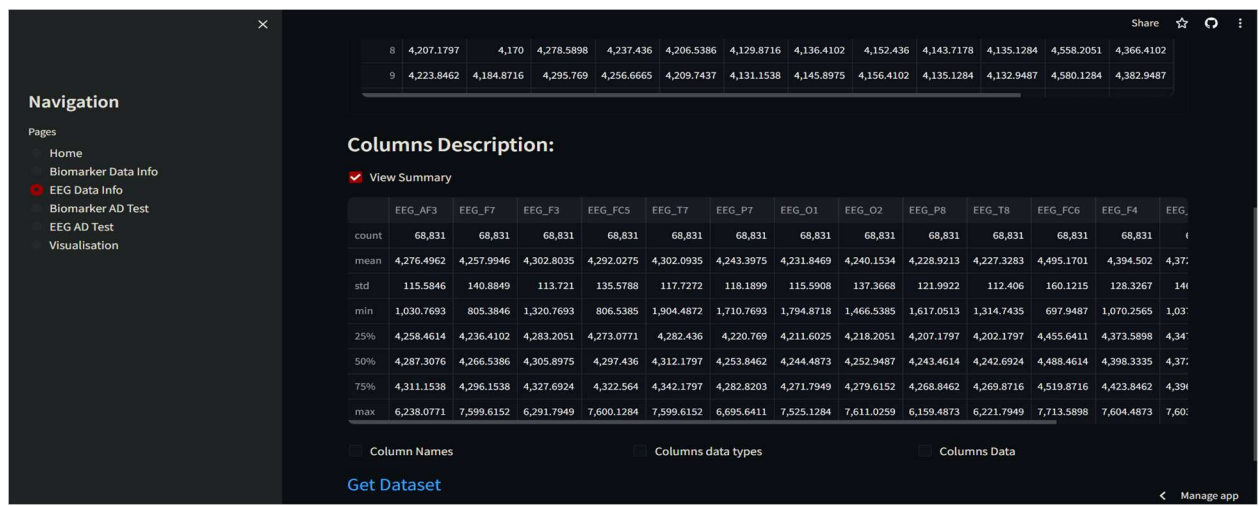 Share
8 4,207.1797 4,170 4,278.5898 4,237.436 4,206.5386 4,129.8716 4,136.4102 4,152.436 4,143.7178 4,135.1284 4,558.2051 4,366.4102
9 4,223.8462 4,184.8716 4,295.769 4,256.6665 4,209.7437 4,131.1538 4,145.8975 4,156.4102 4,135.1284 4,132.9487 4,580.1284 4,382.9487
Navigation
Pages
Home
Biomarker Data Info
EEG Data Info
Biomarker AD Test
EEG AD Test
Visualisation
Columns Description:
View Summary
EEG_AF3 EEG_F7 EEG_F3 EEG_FC5 EEG_T7 EEG_P7 EEG_O1 EEG_O2 EEG_P8 EEG_T8 EEG_FC6 EEG_F4 EEG_
count 68,831 68,831 68,831 68,831 68,831 68,831 68,831 68,831 68,831 68,831 68,831 68,831
mean 4,276.4962 4,257.9946 4,302.8035 4,292.0275 4,302.0935 4,243.3975 4,231.8469 4,240.1534 4,228.9213 4,227.3283 4,495.1701 4,394.502 4,372
std 115.5846 140.8849 113.721 135.5788 117.7272 118.1899 115.5908 137.3668 121.9922 112.406 160.1215 128.3267 146
min 1,030.7693 805.3846 1,320.7693 806.5385 1,904.4872 1,710.7693 1,794.8718 1,466.5385 1,617.0513 1,314.7435 697.9487 1,070.2565 1,03
25% 4,258.4614 4,236.4102 4,283.2051 4,273.0771 4,282.436 4,220.769 4,211.6025 4,218.2051 4,207.1797 4,202.1797 4,455.6411 4,373.5898 4,34
50% 4,287.3076 4,266.5386 4,305.8975 4,297.436 4,312.1797 4,253.8462 4,244.4873 4,252.9487 4,243.4614 4,242.6924 4,488.4614 4,398.3335 4,372
75% 4,311.1538 4,296.1538 4,327.6924 4,322.564 4,342.1797 4,282.8203 4,271.7949 4,279.6152 4,268.8462 4,269.8716 4,519.8716 4,423.8462 4,396
max 6,238.0771 7,599.6152 6,291.7949 7,600.1284 7,599.6152 6,695.6411 7,525.1284 7,611.0259 6,159.4873 6,221.7949 7,713.5898 7,604.4873 7,603
Column Names Columns data types Columns Data
Get Dataset
Manage app